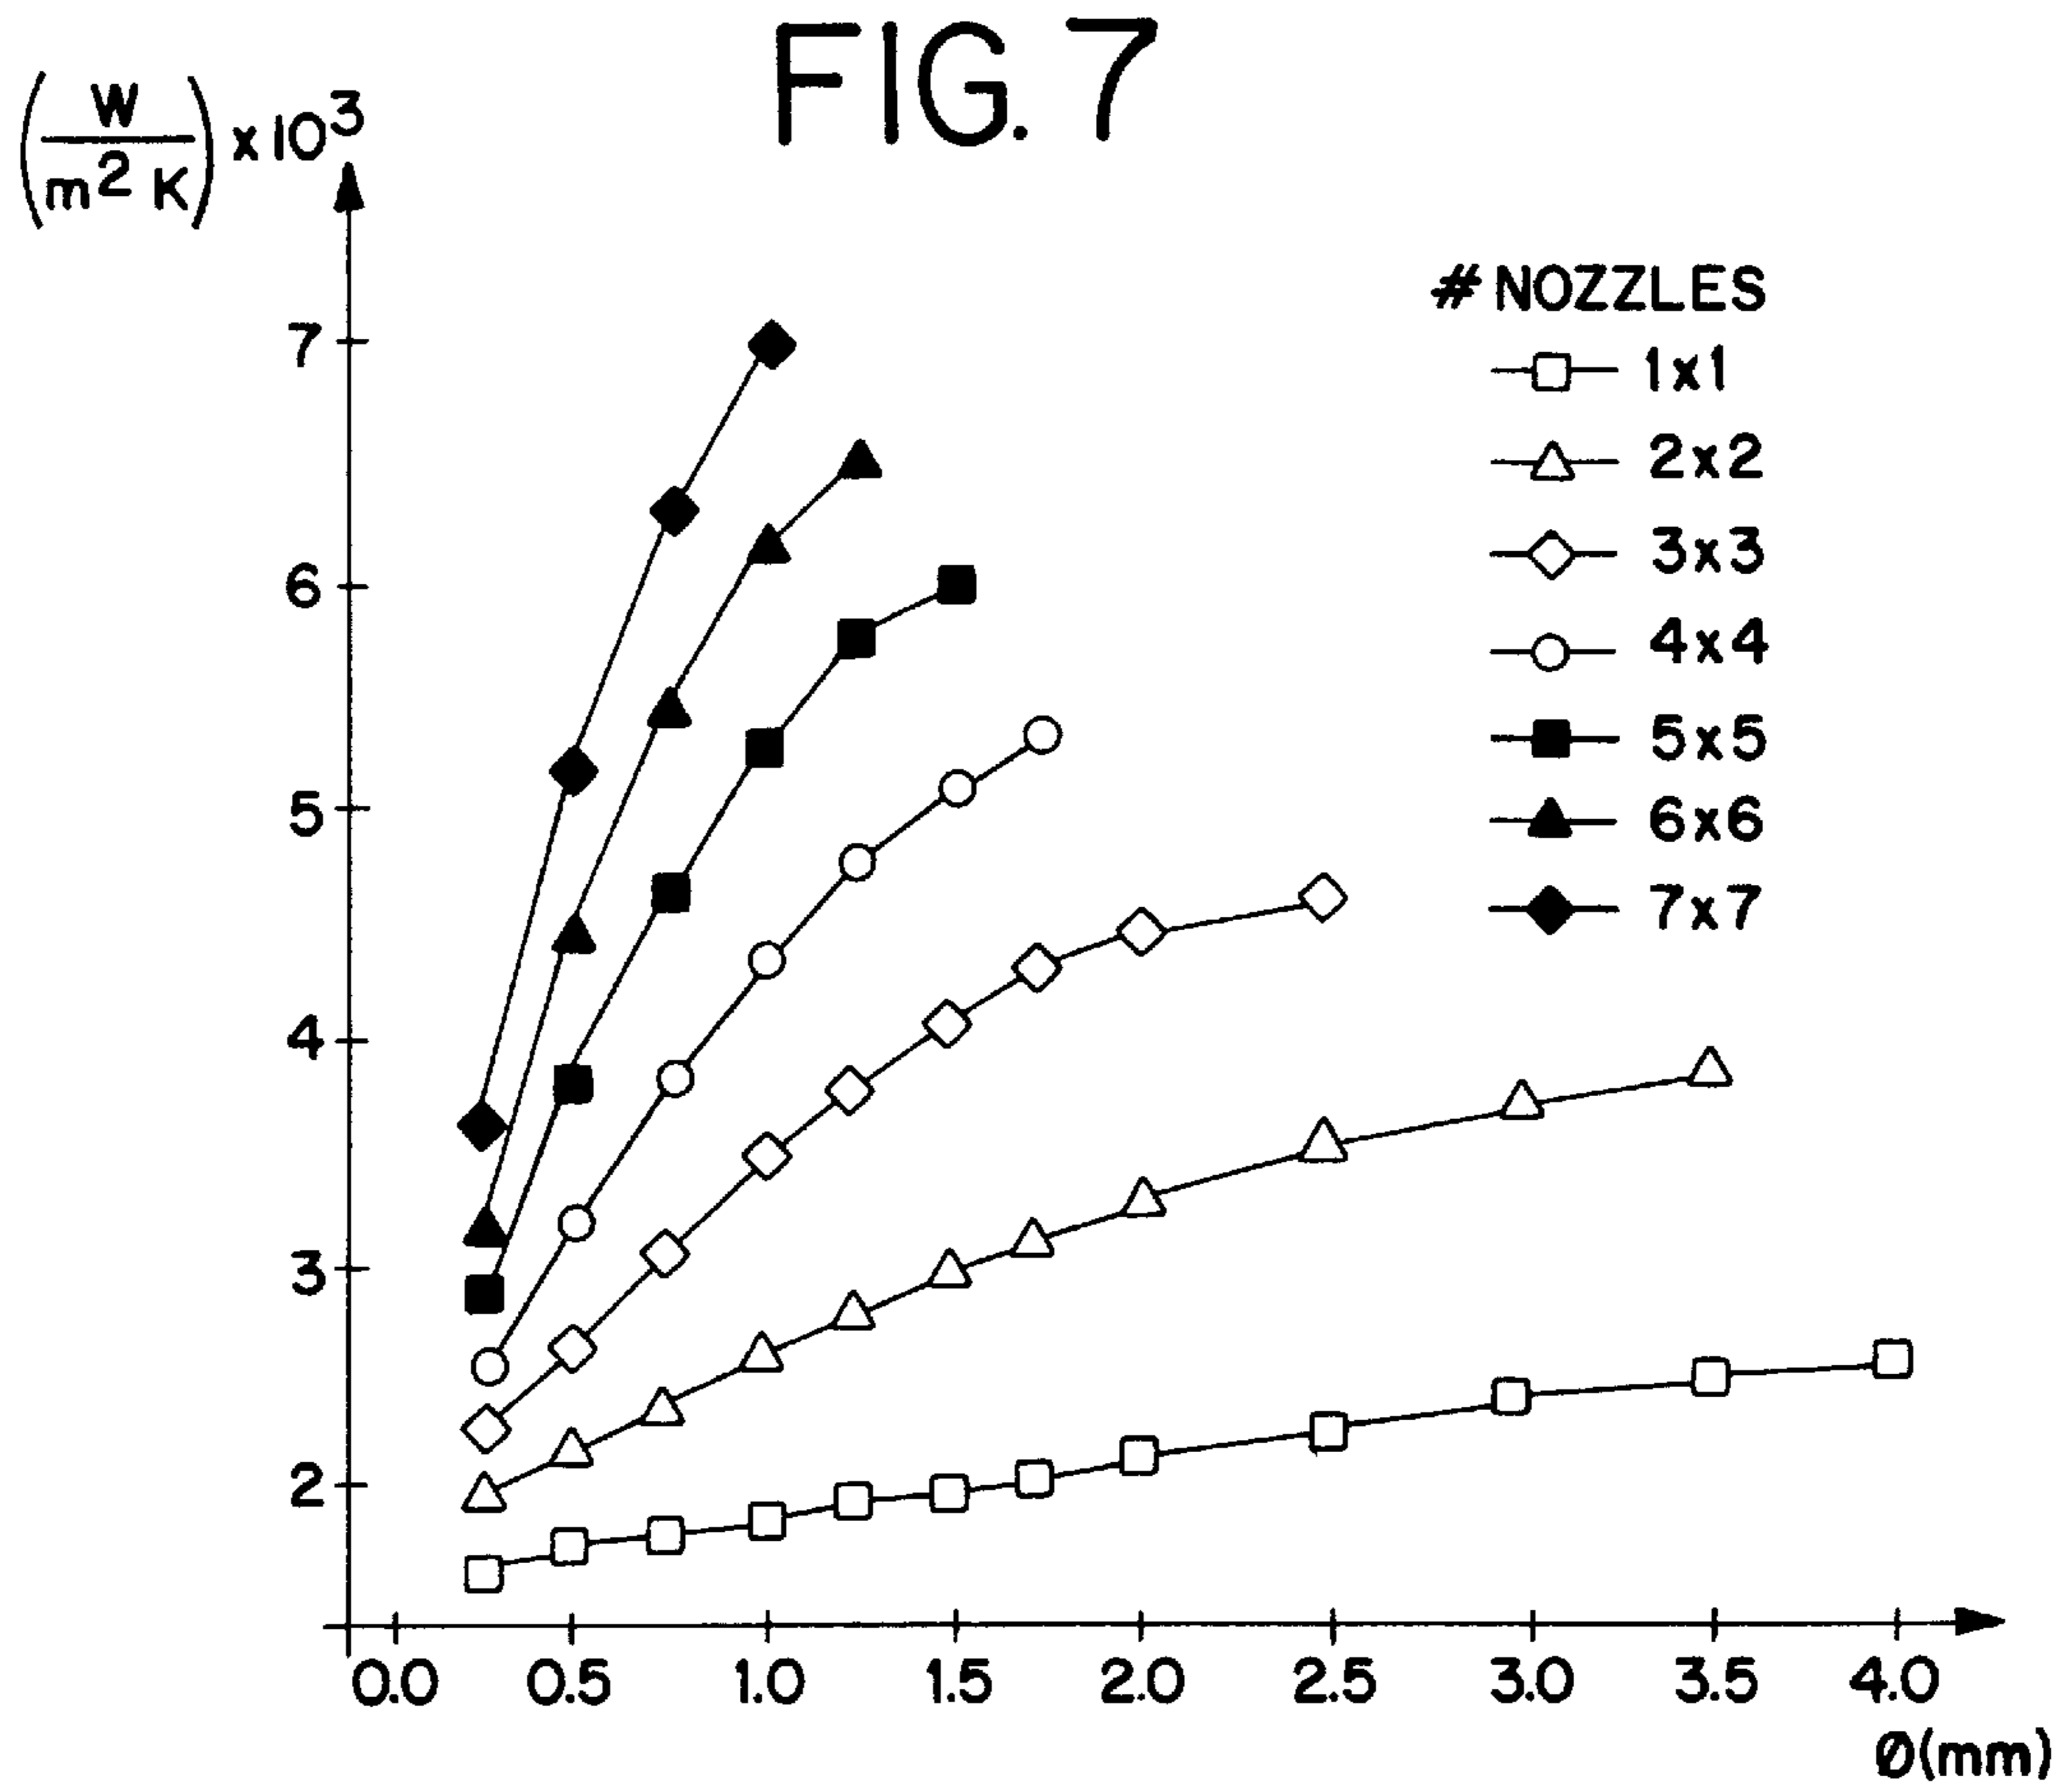 FIG. 7
(W/m² K) x10³
# NOZZLES
1x1
2x2
3x3
4x4
5x5
6x6
7x7
7
6
5
4
3
2
0.0 0.5 1.0 1.5 2.0 2.5 3.0 3.5 4.0
Ø(mm)